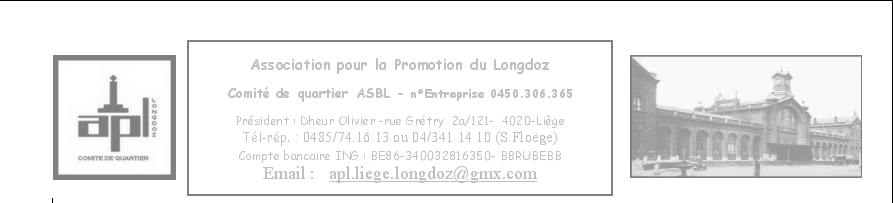 apl
LONGDOZ
COMITE DE QUARTIER
Association pour la Promotion du Longdoz
Comité de quartier ASBL - n°Entreprise 0450.306.365
Président : Dheur Olivier -rue Grétry 2a/121- 4020-Liège
Tél-rép. : 0485/74.16.13 ou 04/341 14 10 (S.Floëge)
Compte bancaire ING : BE86-340032816350- BBRUBEBB
Email : apl.liege.longdoz@gmx.com